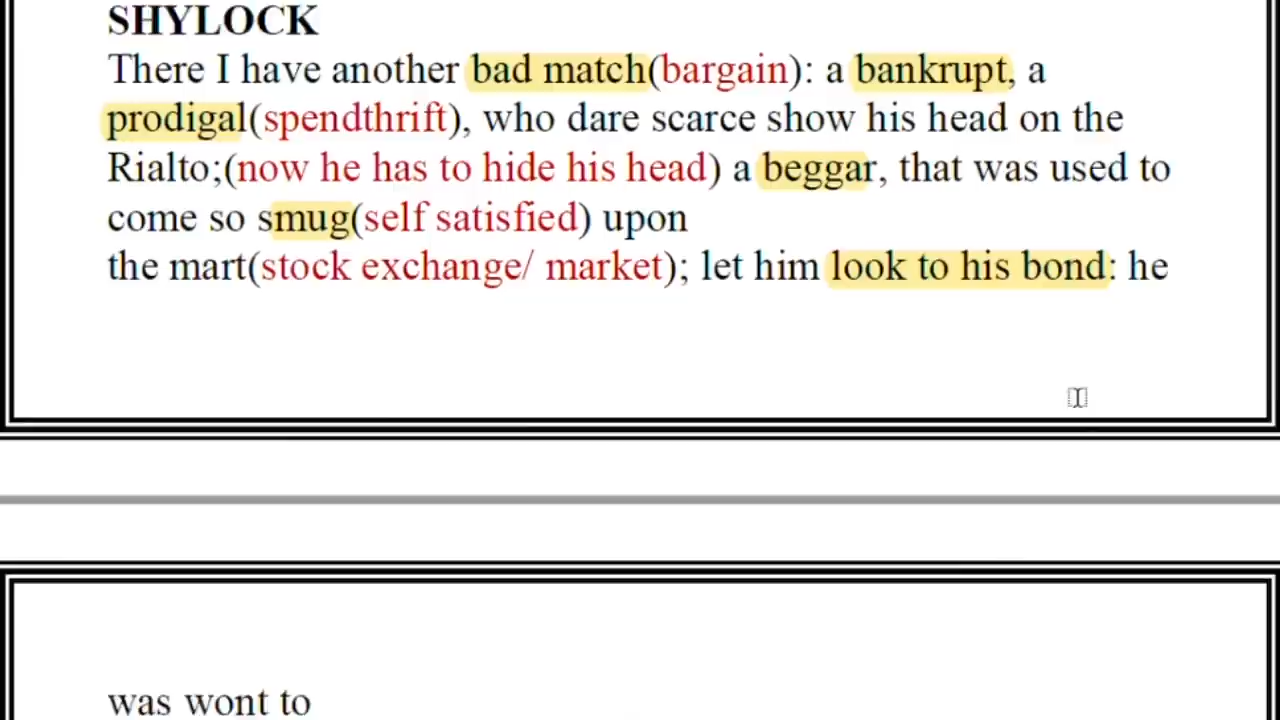 SHYLOCK
There I have another bad match(bargain): a bankrupt, a
prodigal(spendthrift), who dare scarce show his head on the
Rialto;(now he has to hide his head) a beggar, that was used to
come so smug(self satisfied) upon
the mart(stock exchange/ market); let him look to his bond: he
was wont to